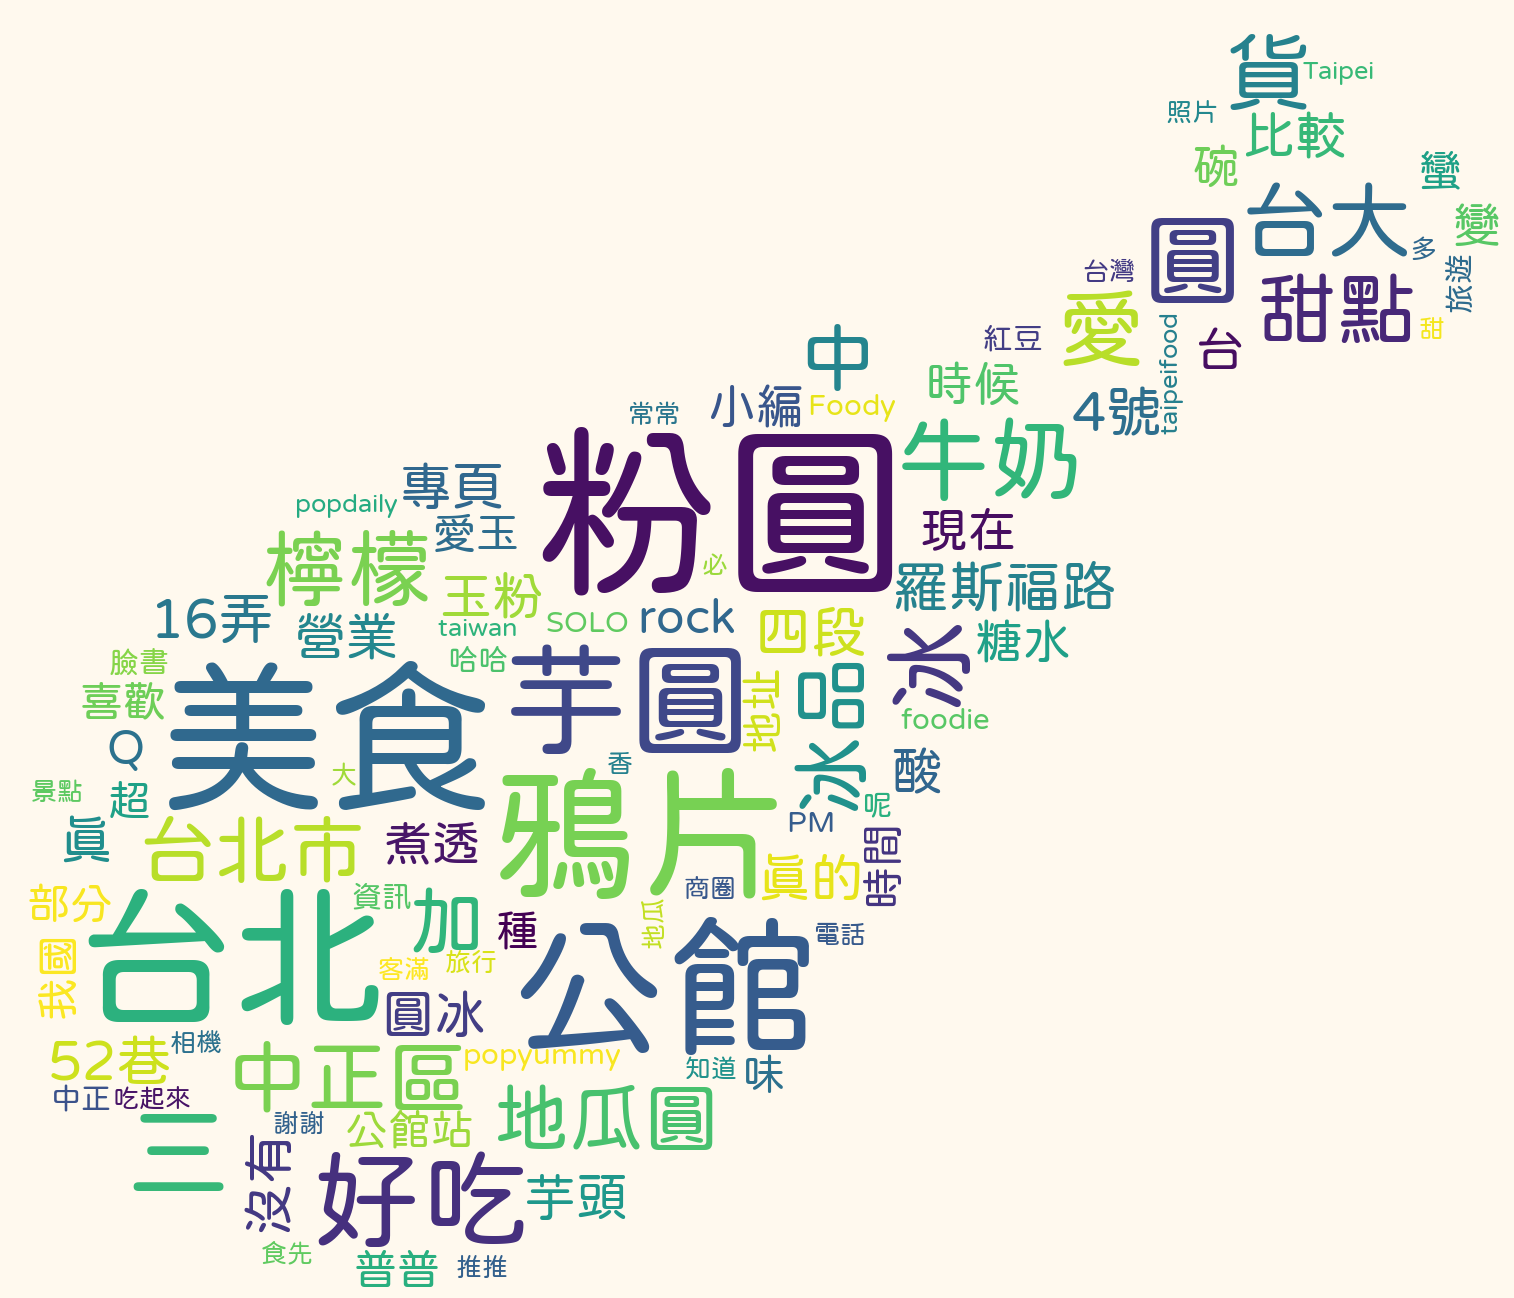 貨
Taipei
照片
比較
碗
蠻
台大
變
圓
多
台灣
旅遊
甜點
愛
甜
taipeifood
中
紅豆
台
時候
小編
Foody
4號
常常
牛奶
粉圓
專頁
popdaily
愛玉
現在
檸檬
必
羅斯福路
玉粉
16弄
rock
四段
SOLO
營業
taiwan
糖水
冰
臉書
哈哈
芋圓
美食
喜歡
地址
品
foodie
Q
香
冰
酸
大
鴉片
景點
超
呢
PM
真
台北市
煮透
時間
真的
商圈
資訊
部分
台北
加
種
地瓜
公館
電話
我國
旅行
客滿
圓冰
相機
52巷
中正區
popyummy
知道
味
中正
吃起來
地瓜圓
三
謝謝
公館站
沒有
好吃
芋頭
食先
普普
推推